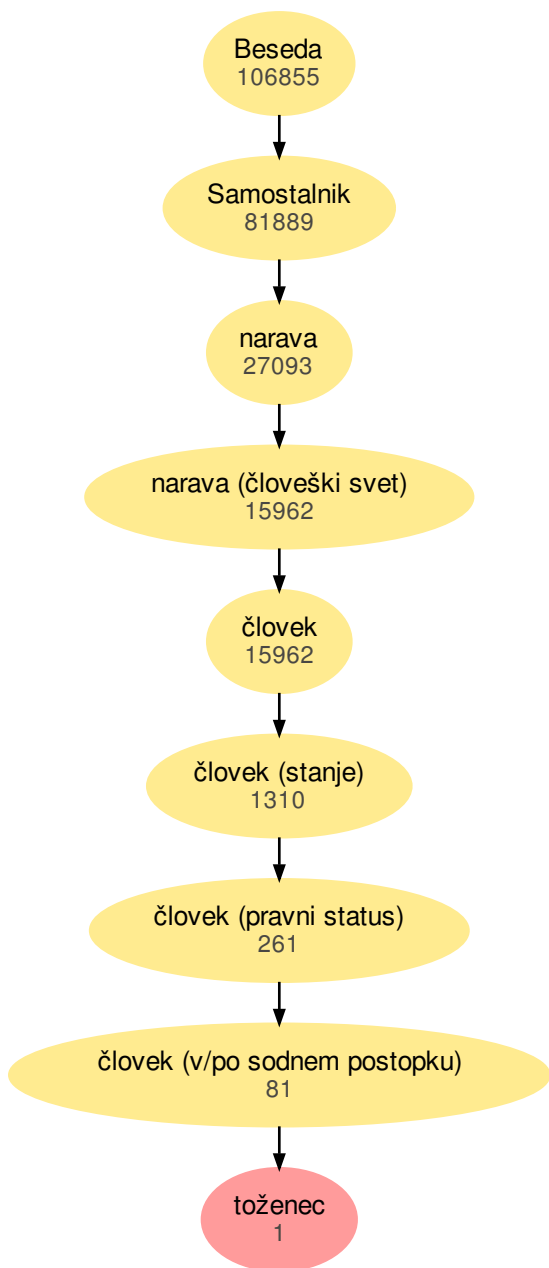 Beseda
106855
Samostalnik
81889
narava
27093
narava (človeški svet)
15962
človek
15962
človek (stanje)
1310
človek (pravni status)
261
človek (v/po sodnem postopku)
81
toženec
1